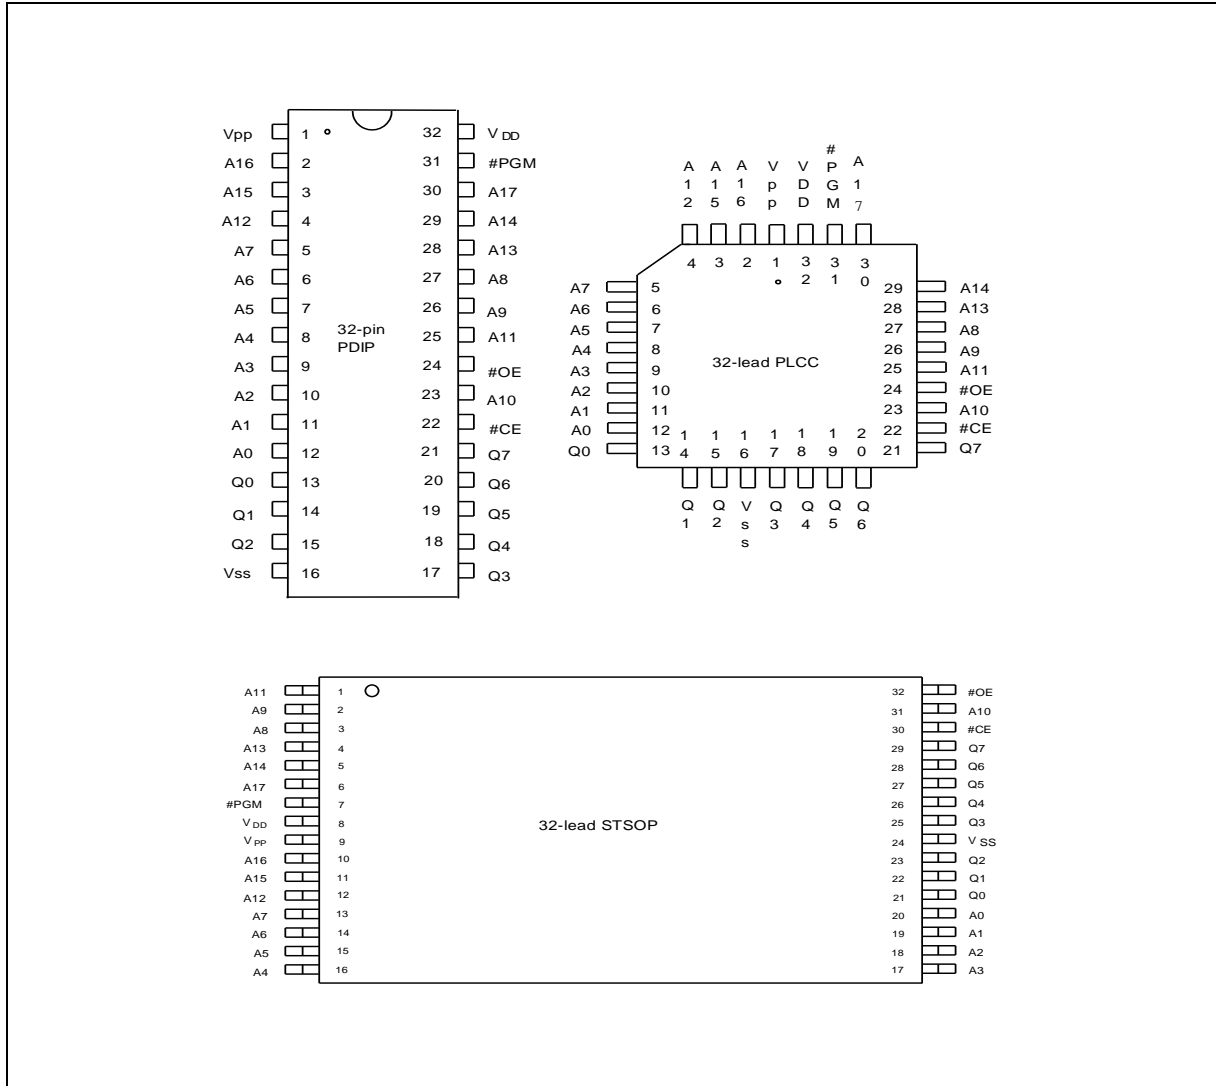 Vpp 1 32 V DD
A16 2 31 #PGM
A15 3 30 A17
A12 4 29 A14
A7 5 28 A13
A6 6 27 A8
A5 7 26 A9
A4 8 25 A11
A3 9 24 #OE
A2 10 23 A10
A1 11 22 #CE
A0 12 21 Q7
Q0 13 20 Q6
Q1 14 19 Q5
Q2 15 18 Q4
Vss 16 17 Q3
32-pin
PDIP
A12 A15 A16 Vpp VDD #PGM A17
4 3 2 1 32 31 30
A7 5 29 A14
A6 6 28 A13
A5 7 27 A8
A4 8 26 A9
A3 9 25 A11
A2 10 24 #OE
A1 11 23 A10
A0 12 22 #CE
Q0 13 21 Q7
32-lead PLCC
14 15 16 17 18 19 20
Q1 Q2 Vss Q3 Q4 Q5 Q6
A11 1 32 #OE
A9 2 31 A10
A8 3 30 #CE
A13 4 29 Q7
A14 5 28 Q6
A17 6 27 Q5
#PGM 7 26 Q4
V DD 8 25 Q3
V PP 9 24 V SS
A16 10 23 Q2
A15 11 22 Q1
A12 12 21 Q0
A7 13 20 A0
A6 14 19 A1
A5 15 18 A2
A4 16 17 A3
32-lead STSOP